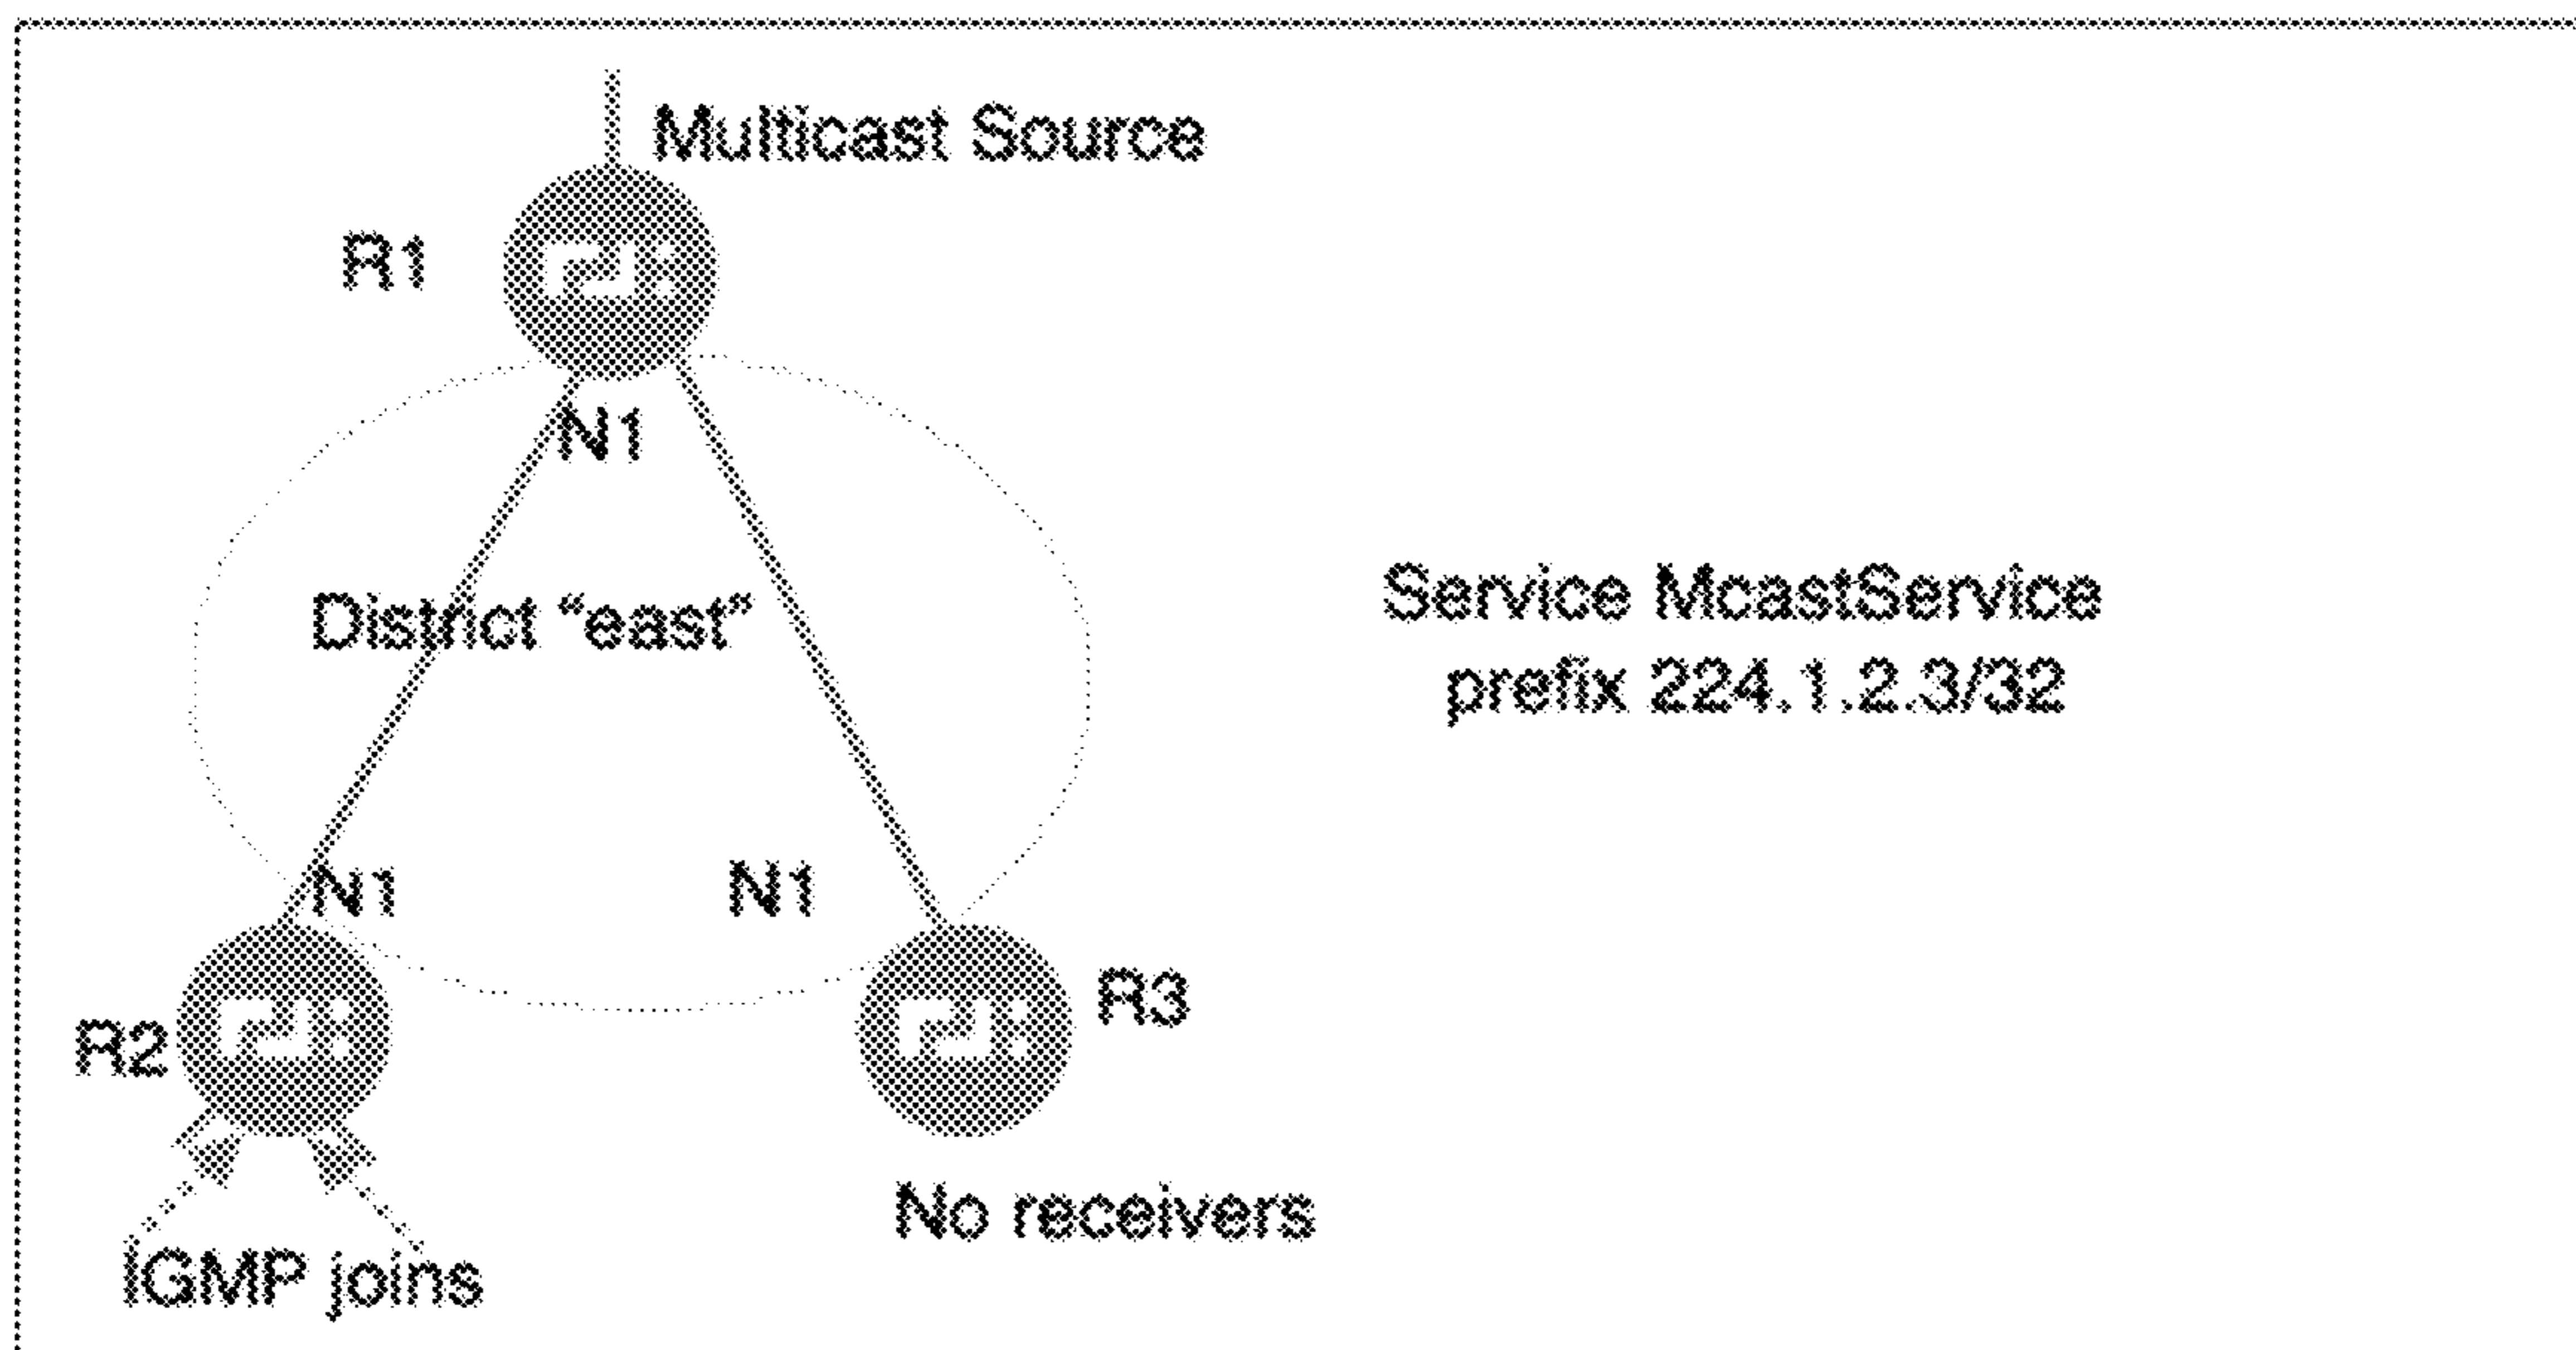 Multicast Source
R1
N1
District “east”
Service McastService
prefix 224.1.2.3/32
N1
N1
R2
R3
No receivers
IGMP joins